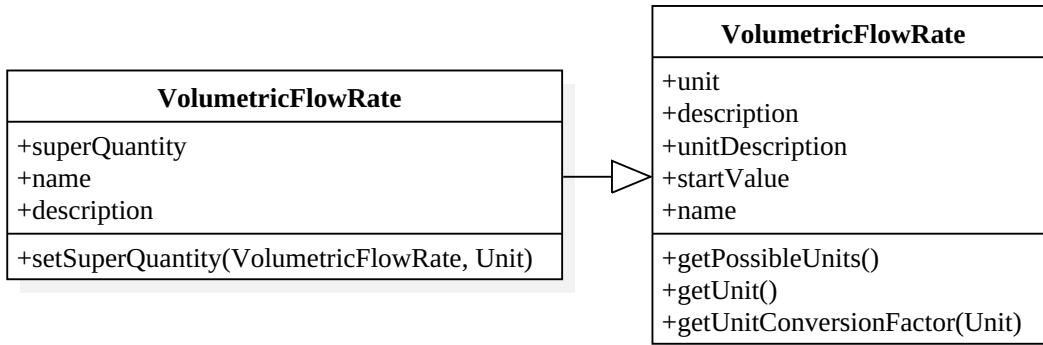 VolumetricFlowRate
+superQuantity
+name
+description
+setSuperQuantity(VolumetricFlowRate, Unit)
VolumetricFlowRate
+unit
+description
+unitDescription
+startValue
+name
+getPossibleUnits()
+getUnit()
+getUnitConversionFactor(Unit)